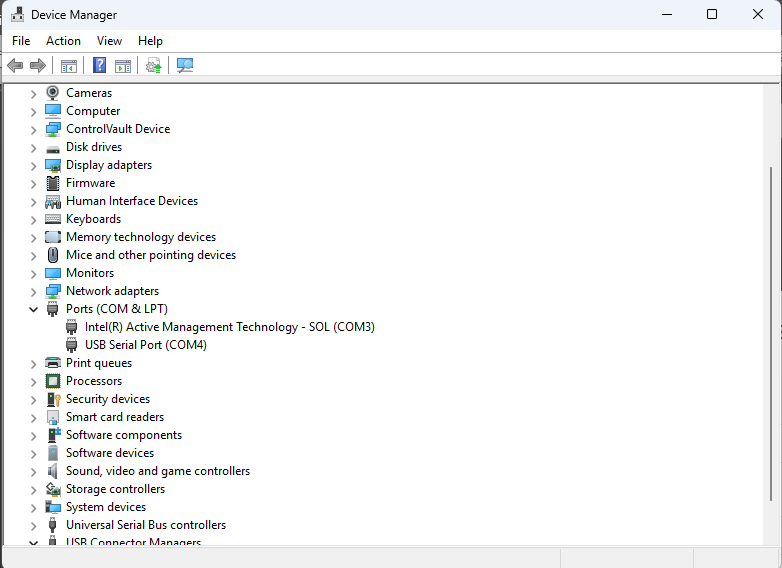 Device Manager
File Action View Help
Cameras
Computer
ControlVault Device
Disk drives
Display adapters
Firmware
Human Interface Devices
Keyboards
Memory technology devices
Mice and other pointing devices
Monitors
Network adapters
Ports (COM & LPT)
Intel(R) Active Management Technology - SOL (COM3)
USB Serial Port (COM4)
Print queues
Processors
Security devices
Smart card readers
Software components
Software devices
Sound, video and game controllers
Storage controllers
System devices
Universal Serial Bus controllers
USB Connector Managers